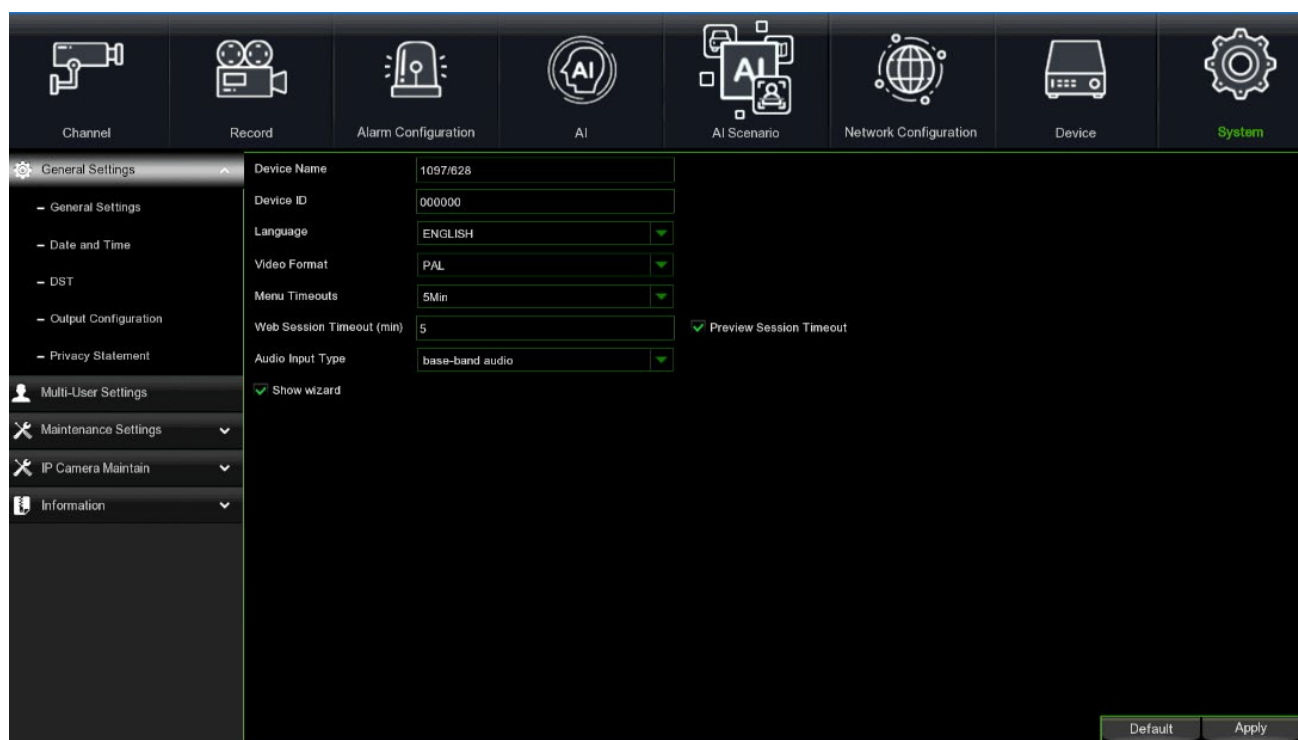 AI
AI
Channel Record Alarm Configuration AI AI Scenario Network Configuration Device System
General Settings
Device Name 1097/628
Device ID 000000
General Settings
Language ENGLISH
Date and Time
Video Format PAL
DST
Menu Timeouts 5Min
Output Configuration
Web Session Timeout (min) 5 Preview Session Timeout
Privacy Statement
Audio Input Type base-band audio
Multi-User Settings
Show wizard
Maintenance Settings
IP Camera Maintain
Information
Default Apply